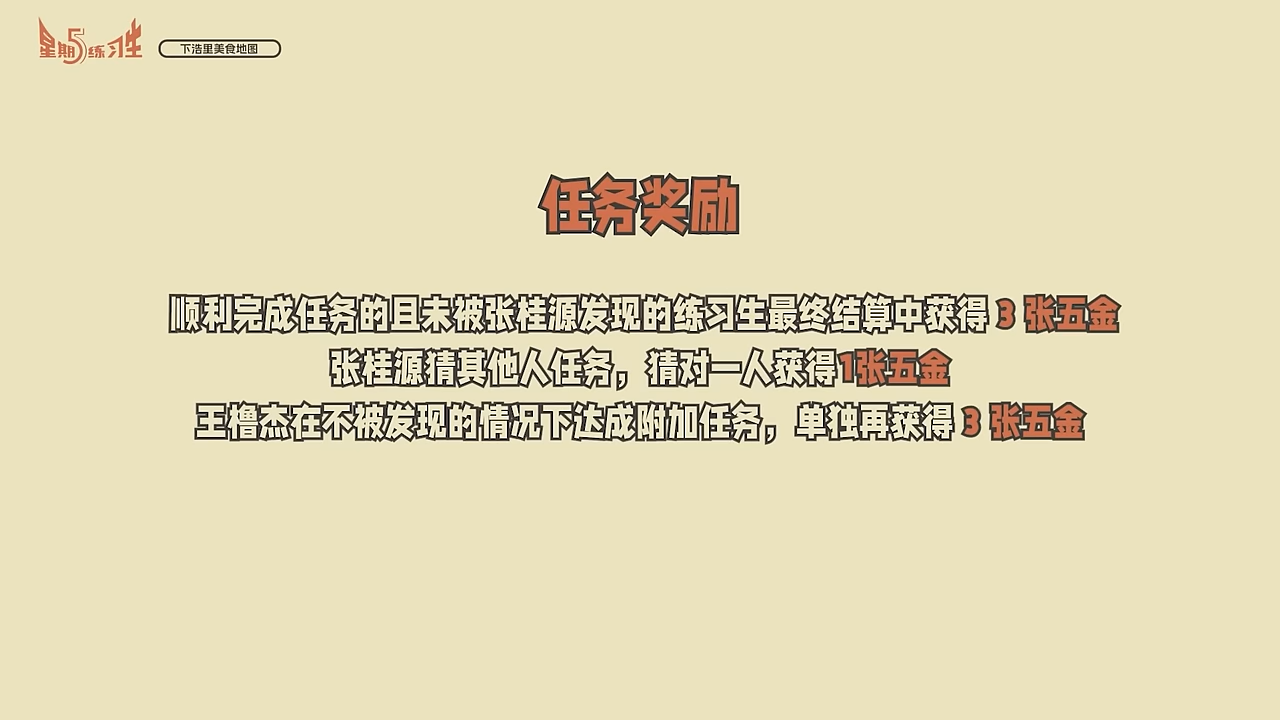 星期5练习生
下浩里美食地图
任务奖励
顺利完成任务的且未被张桂源发现的练习生最终结算中获得 3 张五金
张桂源猜其他人任务，猜对一人获得1张五金
王橹杰在不被发现的情况下达成附加任务，单独再获得 3 张五金